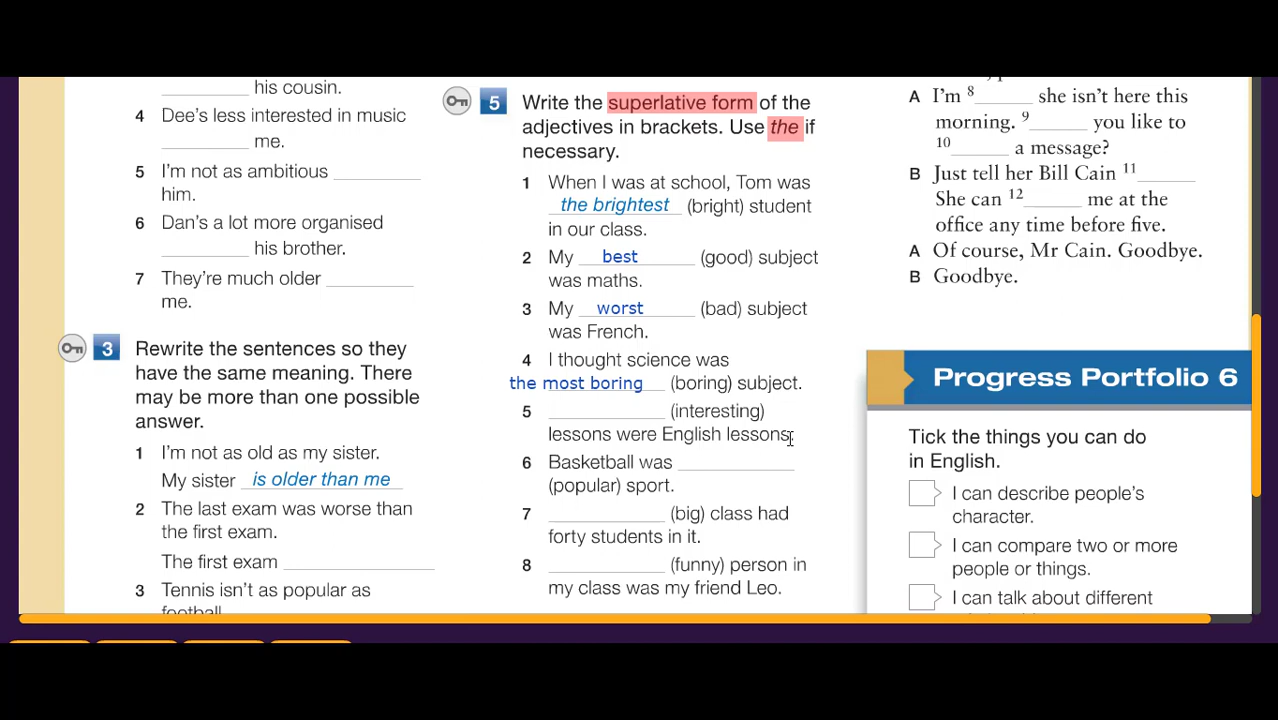 his cousin.
4 Dee's less interested in music
me.
5 I'm not as ambitious
him.
6 Dan's a lot more organised
his brother.
7 They're much older
me.
3 Rewrite the sentences so they
have the same meaning. There
may be more than one possible
answer.
1 I'm not as old as my sister.
My sister is older than me
2 The last exam was worse than
the first exam.
The first exam
3 Tennis isn't as popular as
football.
5 Write the superlative form of the
adjectives in brackets. Use the if
necessary.
1 When I was at school, Tom was
the brightest (bright) student
in our class.
2 My best (good) subject
was maths.
3 My worst (bad) subject
was French.
4 I thought science was
the most boring (boring) subject.
5 (interesting)
lessons were English lessons.
6 Basketball was
(popular) sport.
7 (big) class had
forty students in it.
8 (funny) person in
my class was my friend Leo.
A I'm 8 she isn't here this
morning. 9 you like to
10 a message?
B Just tell her Bill Cain 11
She can 12 me at the
office any time before five.
A Of course, Mr Cain. Goodbye.
B Goodbye.
Progress Portfolio 6
Tick the things you can do
in English.
I can describe people's
character.
I can compare two or more
people or things.
I can talk about different